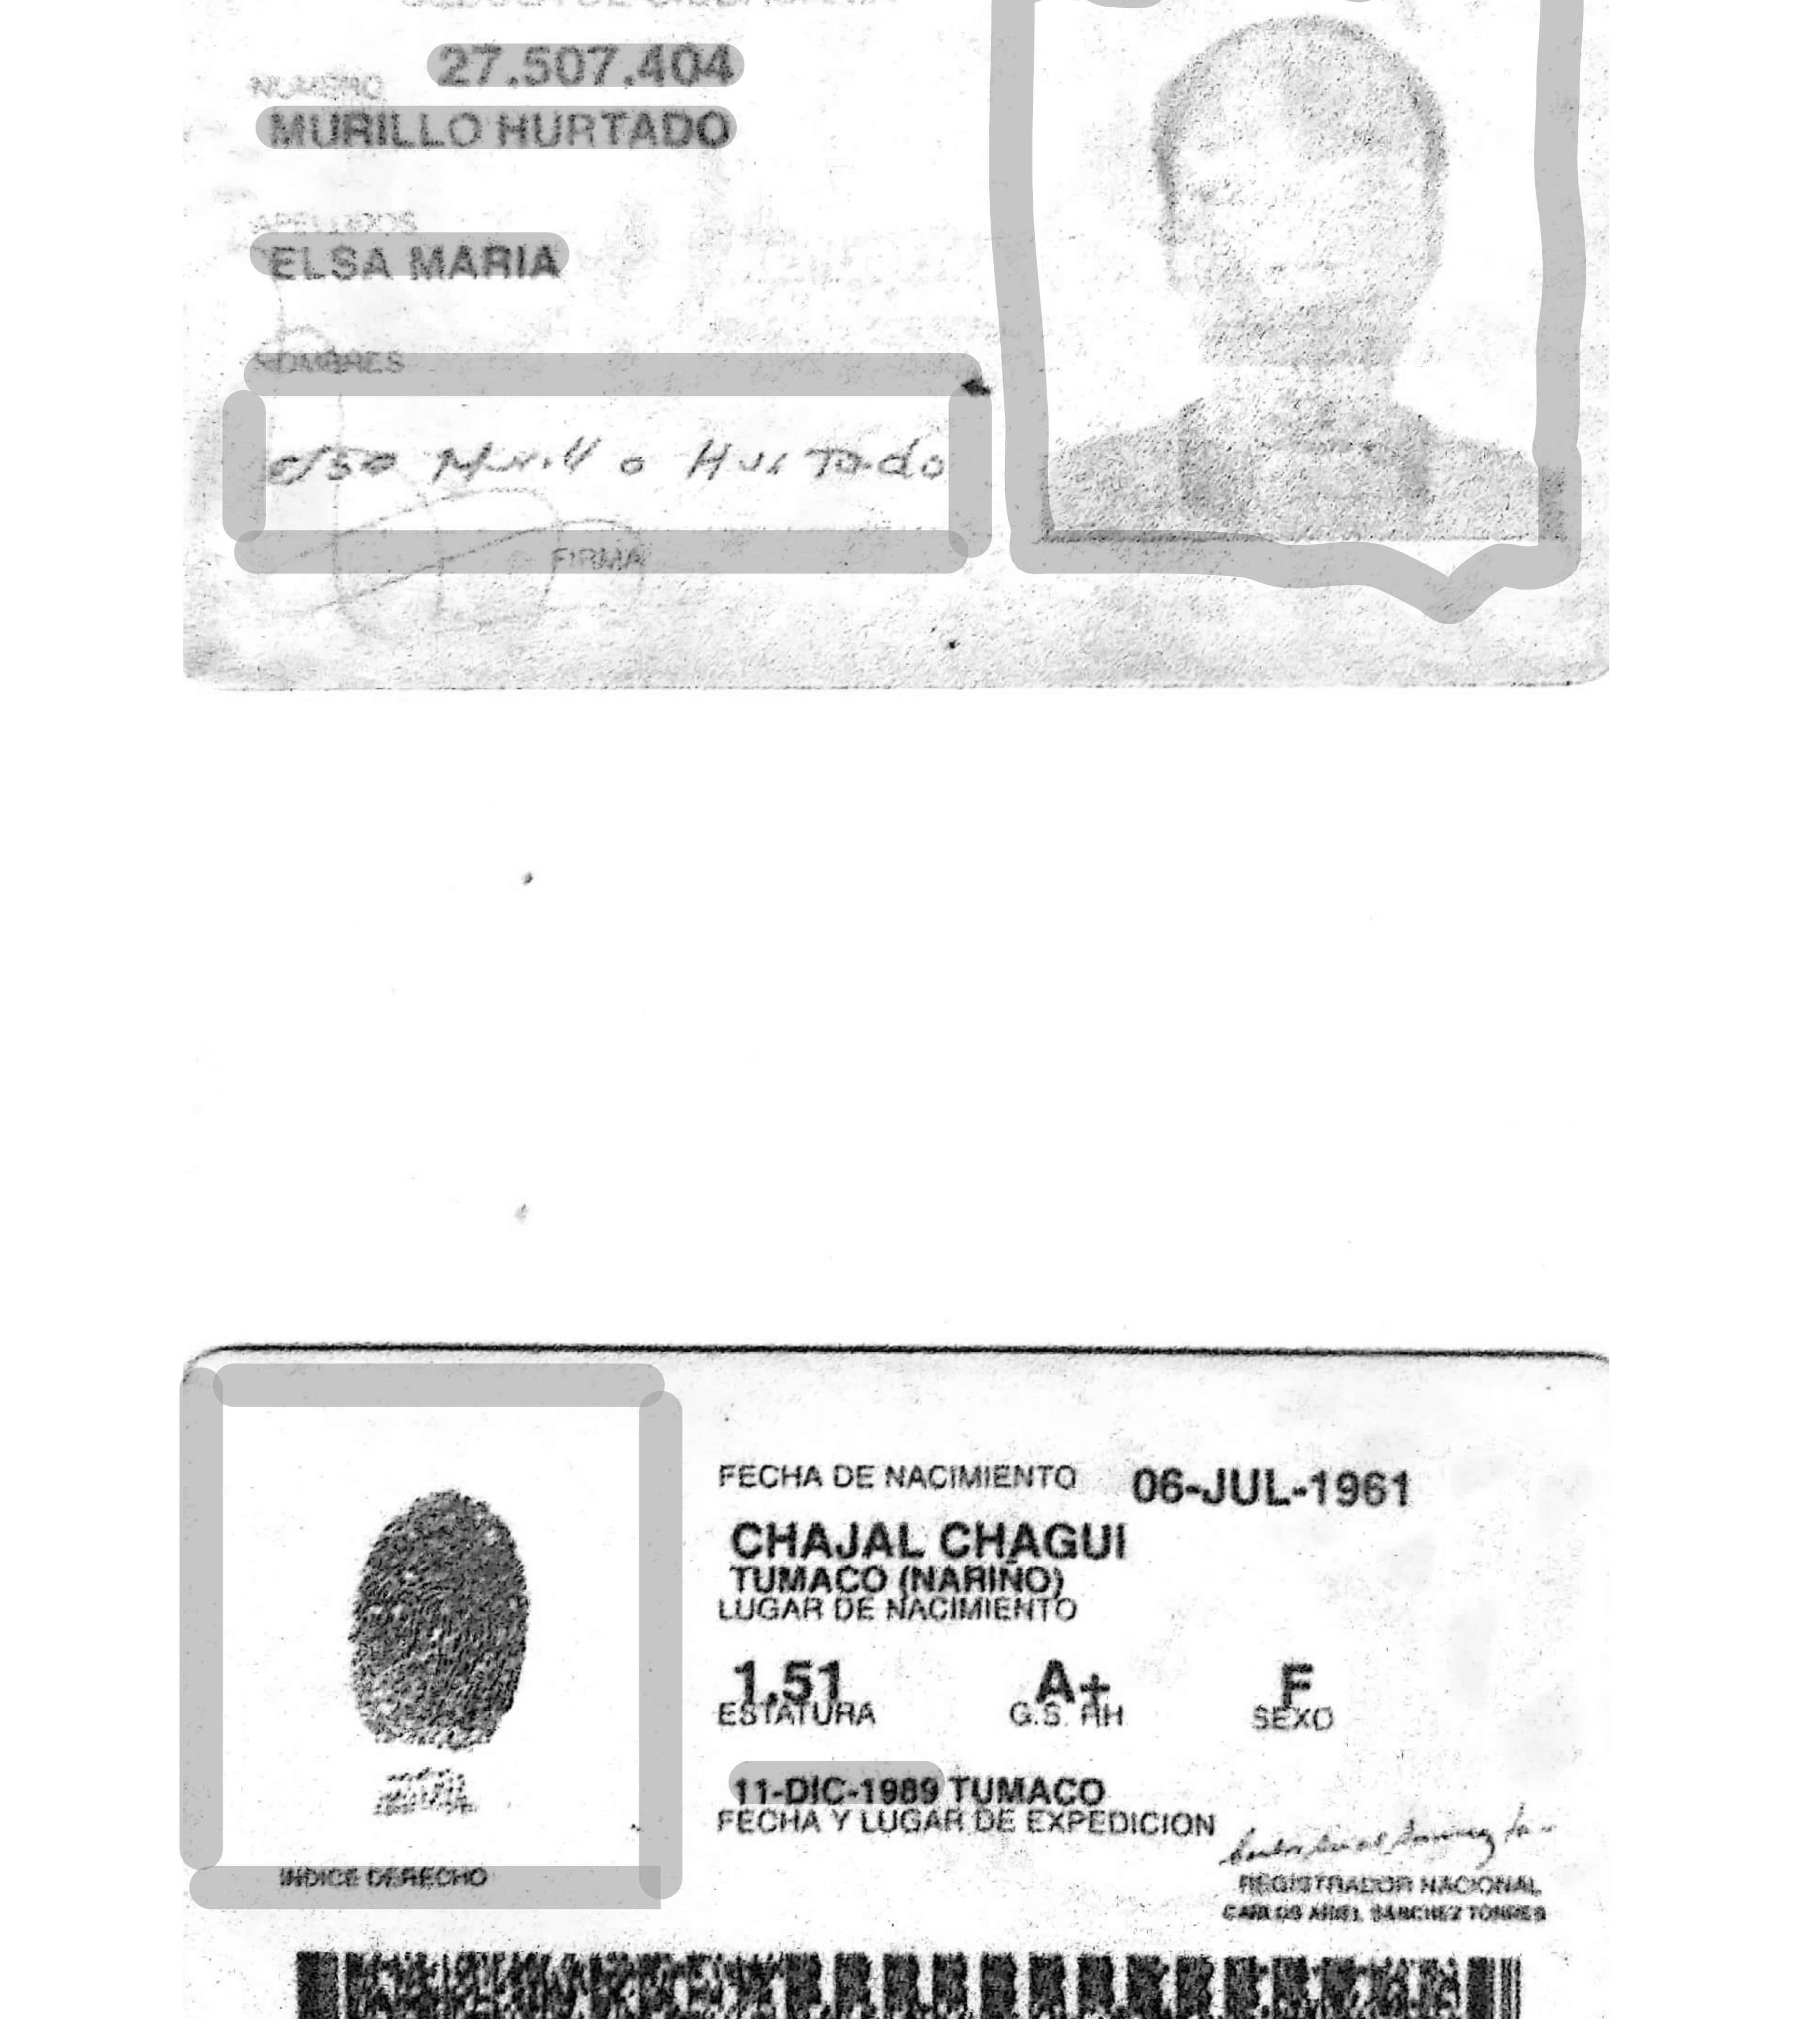 27.507.404
NUMERO
MURILLO HURTADO
APELLIDOS
ELSA MARIA
NOMBRES
elsa Murillo Hurtado
FIRMA
FECHA DE NACIMIENTO 06-JUL-1961
CHAJAL CHAGUI
TUMACO (NARIÑO)
LUGAR DE NACIMIENTO
1.51 A+ F
ESTATURA G.S. RH SEXO
11-DIC-1989 TUMACO
FECHA Y LUGAR DE EXPEDICION
INDICE DERECHO
REGISTRADOR NACIONAL
CARLOS ARIEL SANCHEZ TORRES